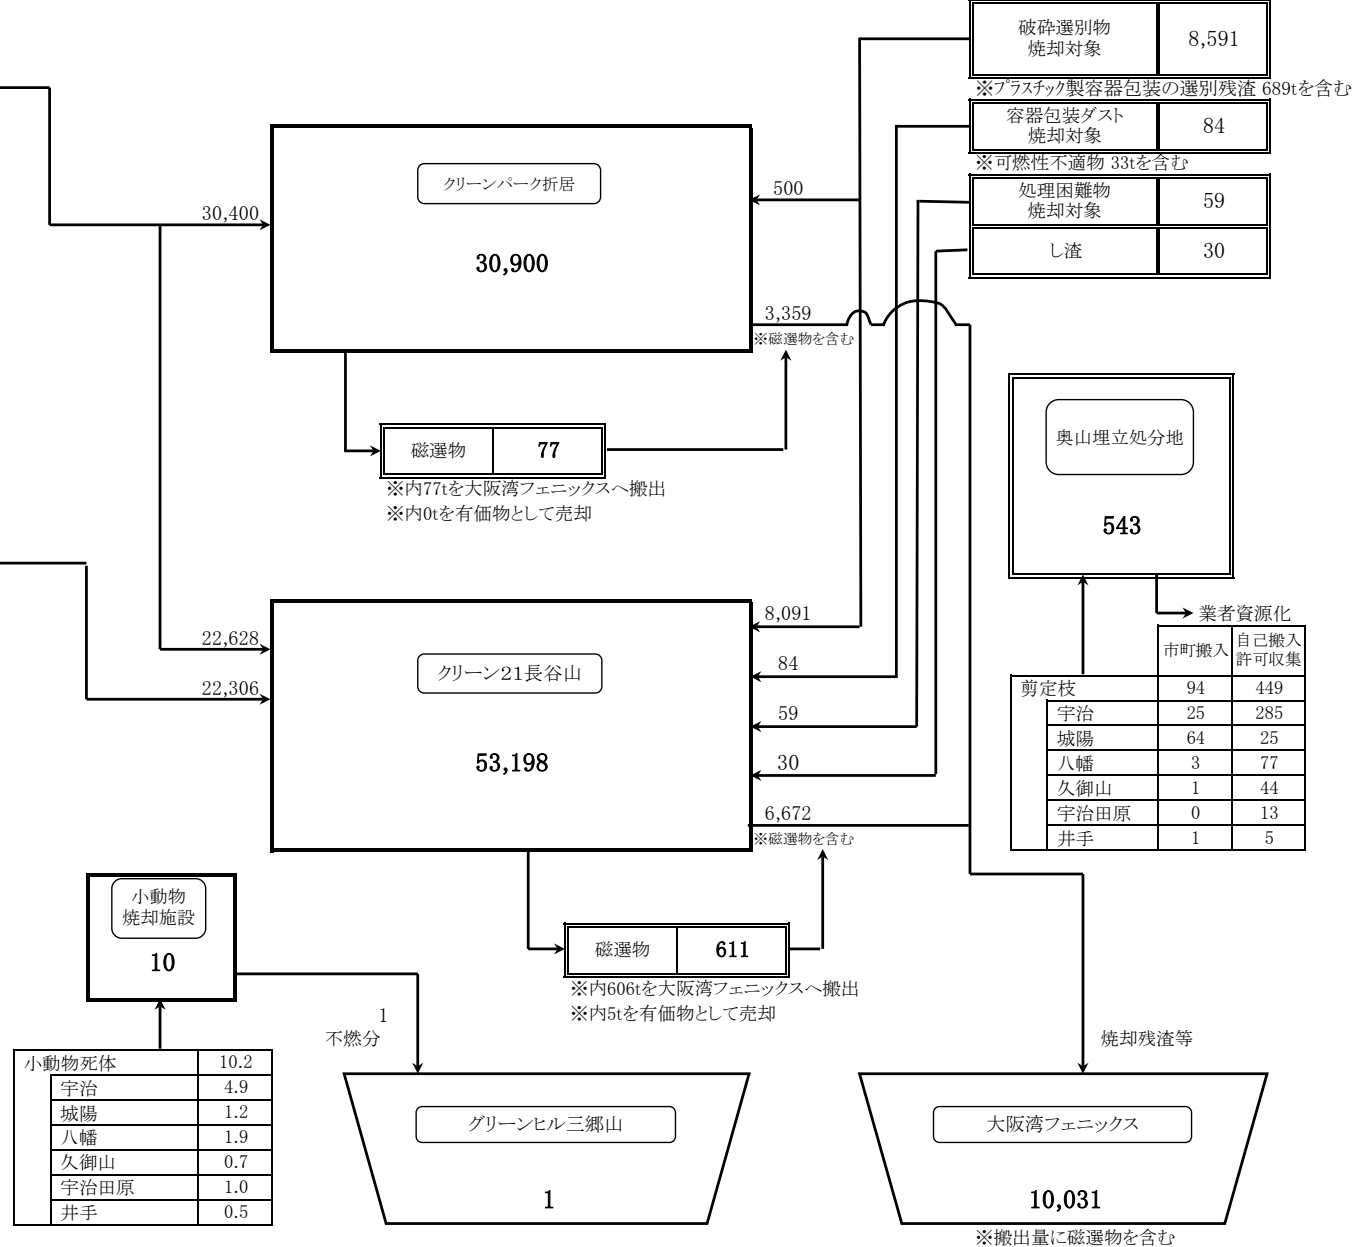 破砕選別物
焼却対象
8,591
※プラスチック製容器包装の選別残渣 689tを含む
容器包装ダスト
焼却対象
84
※可燃性不適物 33tを含む
処理困難物
焼却対象
59
し渣
30
クリーンパーク折居
30,900
30,400
500
3,359
※磁選物を含む
磁選物
77
※内77tを大阪湾フェニックスへ搬出
※内0tを有価物として売却
奥山埋立処分地
543
業者資源化
市町搬入
自己搬入
許可収集
剪定枝 94 449
宇治 25 285
城陽 64 25
八幡 3 77
久御山 1 44
宇治田原 0 13
井手 1 5
クリーン21長谷山
53,198
22,628
22,306
8,091
84
59
30
6,672
※磁選物を含む
磁選物
611
※内606tを大阪湾フェニックスへ搬出
※内5tを有価物として売却
小動物
焼却施設
10
1
不燃分
小動物死体 10.2
宇治 4.9
城陽 1.2
八幡 1.9
久御山 0.7
宇治田原 1.0
井手 0.5
グリーンヒル三郷山
1
焼却残渣等
大阪湾フェニックス
10,031
※搬出量に磁選物を含む